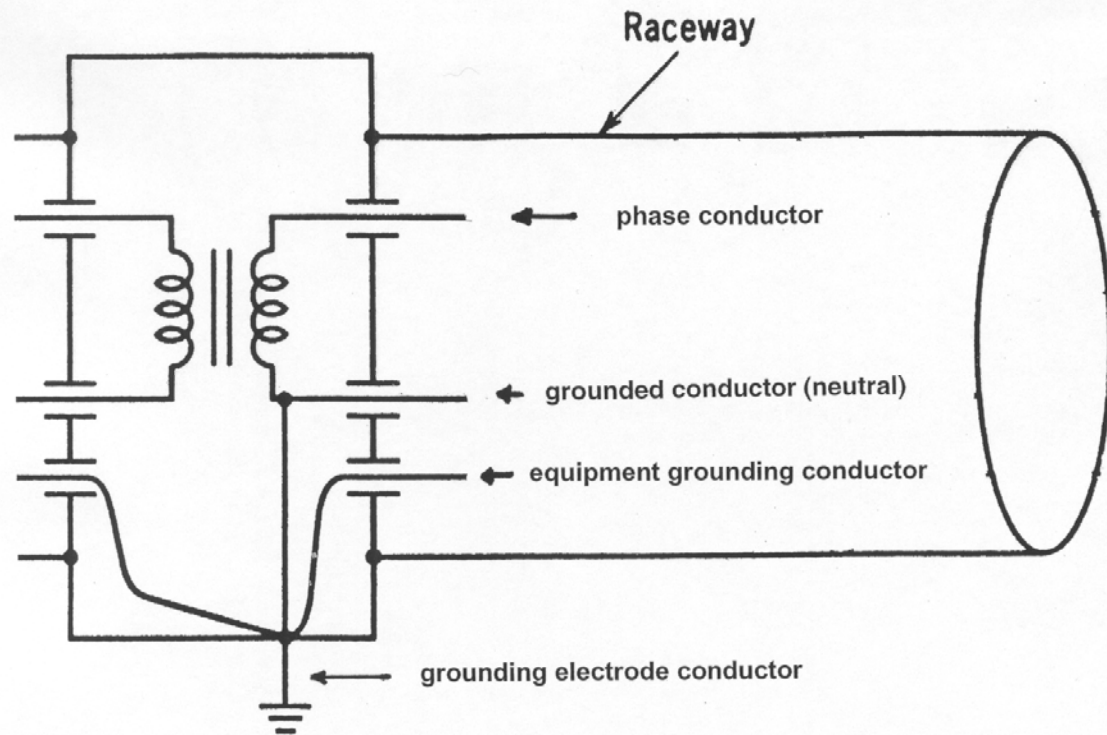 Raceway
phase conductor
grounded conductor (neutral)
equipment grounding conductor
grounding electrode conductor